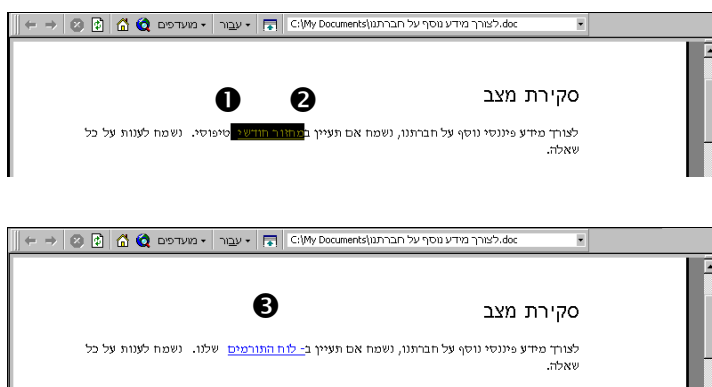 מועדפים עבור C:\My Documents\לצורך מידע נוסף על חברתנו.doc
❶ ❷
סקירת מצב
לצורך מידע פיננסי נוסף על חברתנו, נשמח אם תעיין במחזור חודשי טיפוסי. נשמח לענות על כל
שאלה.
מועדפים עבור C:\My Documents\לצורך מידע נוסף על חברתנו.doc
❸
סקירת מצב
לצורך מידע פיננסי נוסף על חברתנו, נשמח אם תעיין ב- לוח התורמים שלנו. נשמח לענות על כל
שאלה.